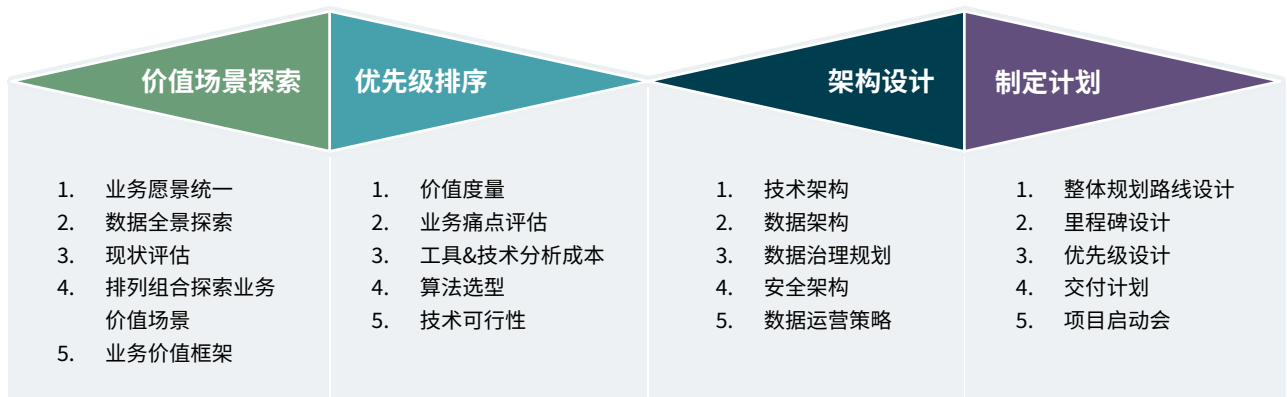 价值场景探索
1. 业务愿景统一
2. 数据全景探索
3. 现状评估
4. 排列组合探索业务
价值场景
5. 业务价值框架
优先级排序
1. 价值度量
2. 业务痛点评估
3. 工具&技术分析成本
4. 算法选型
5. 技术可行性
架构设计
1. 技术架构
2. 数据架构
3. 数据治理规划
4. 安全架构
5. 数据运营策略
制定计划
1. 整体规划路线设计
2. 里程碑设计
3. 优先级设计
4. 交付计划
5. 项目启动会